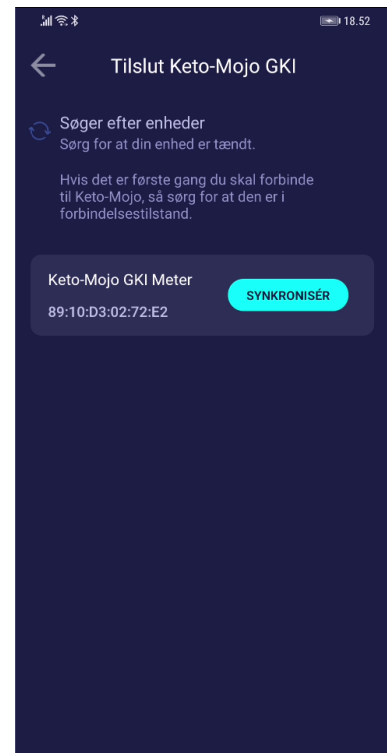 18.52
Tilslut Keto-Mojo GKI
Søger efter enheder
Sørg for at din enhed er tændt.
Hvis det er første gang du skal forbinde
til Keto-Mojo, så sørg for at den er i
forbindelsestilstand.
Keto-Mojo GKI Meter
SYNKRONISÉR
89:10:D3:02:72:E2